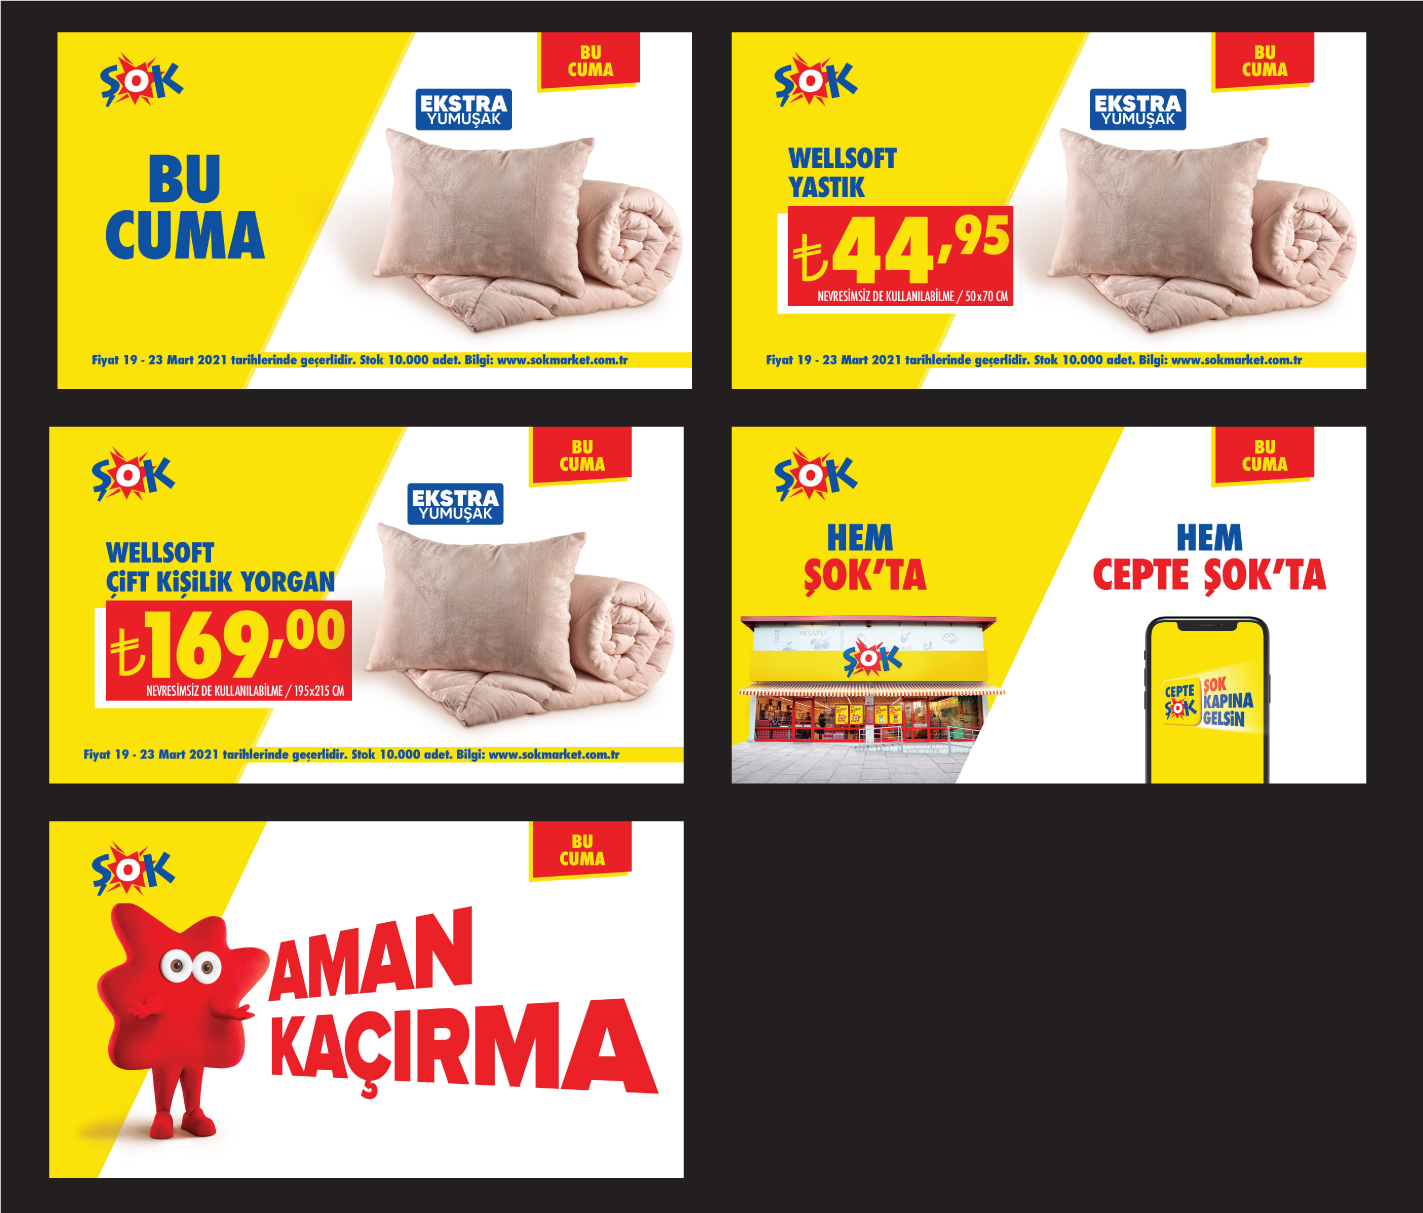 ŞOK
BU
CUMA
EKSTRA
YUMUŞAK
BU
CUMA
Fiyat 19 - 23 Mart 2021 tarihlerinde geçerlidir. Stok 10.000 adet. Bilgi: www.sokmarket.com.tr
ŞOK
BU
CUMA
EKSTRA
YUMUŞAK
WELLSOFT
YASTIK
₺44,95
NEVRESİMSİZ DE KULLANILABİLME / 50x70 CM
Fiyat 19 - 23 Mart 2021 tarihlerinde geçerlidir. Stok 10.000 adet. Bilgi: www.sokmarket.com.tr
ŞOK
BU
CUMA
EKSTRA
YUMUŞAK
WELLSOFT
ÇİFT KİŞİLİK YORGAN
₺169,00
NEVRESİMSİZ DE KULLANILABİLME / 195x215 CM
Fiyat 19 - 23 Mart 2021 tarihlerinde geçerlidir. Stok 10.000 adet. Bilgi: www.sokmarket.com.tr
ŞOK
BU
CUMA
HEM
ŞOK'TA
HEM
CEPTE ŞOK'TA
TAZE
HESAPLI
ŞOK
CEPTE
ŞOK
ŞOK
KAPINA
GELSİN
ŞOK
BU
CUMA
AMAN
KAÇIRMA